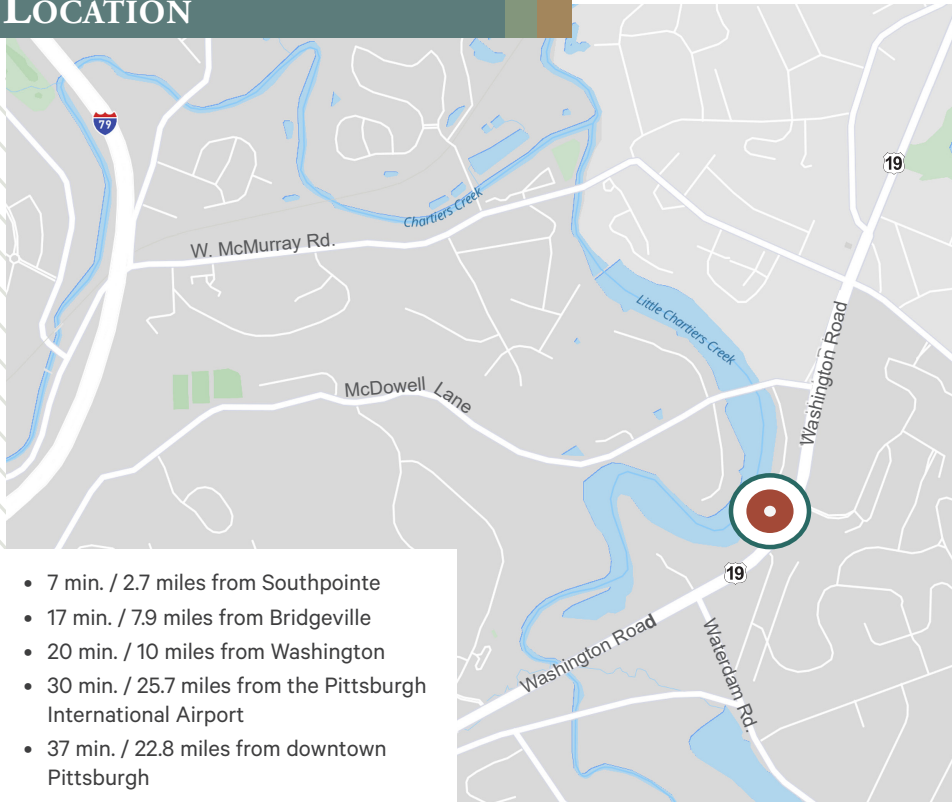 LOCATION
79
19
Chartiers Creek
W. McMurray Rd.
Little Chartiers Creek
Washington Road
McDowell Lane
19
Washington Road
Waterdam Rd.
• 7 min. / 2.7 miles from Southpointe
• 17 min. / 7.9 miles from Bridgeville
• 20 min. / 10 miles from Washington
• 30 min. / 25.7 miles from the Pittsburgh
International Airport
• 37 min. / 22.8 miles from downtown
Pittsburgh